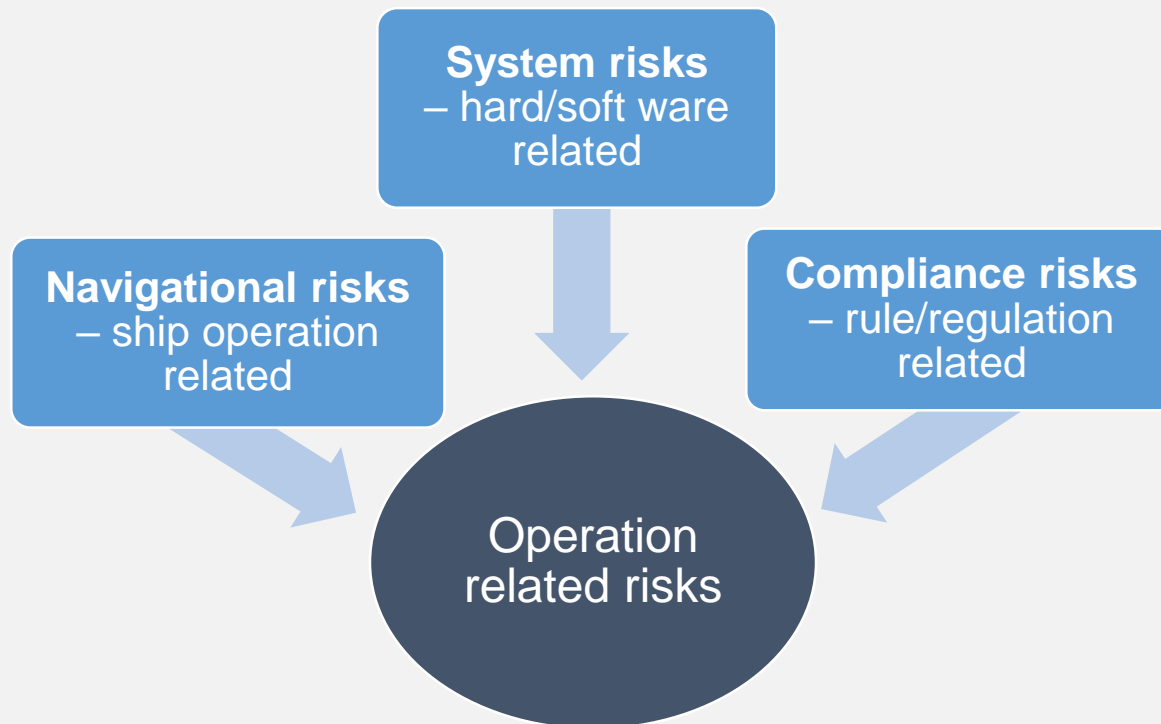 System risks
– hard/soft ware
related
Navigational risks
– ship operation
related
Compliance risks
– rule/regulation
related
Operation
related risks